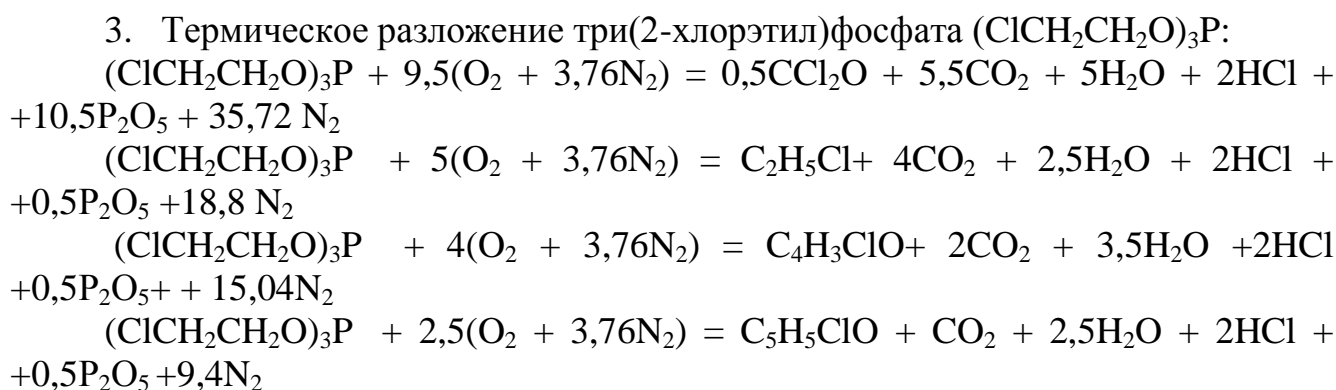 3. Термическое разложение три(2-хлорэтил)фосфата (ClCH₂CH₂O)₃P:
(ClCH₂CH₂O)₃P + 9,5(O₂ + 3,76N₂) = 0,5CCl₂O + 5,5CO₂ + 5H₂O + 2HCl +
+10,5P₂O₅ + 35,72 N₂
(ClCH₂CH₂O)₃P + 5(O₂ + 3,76N₂) = C₂H₅Cl+ 4CO₂ + 2,5H₂O + 2HCl +
+0,5P₂O₅ +18,8 N₂
(ClCH₂CH₂O)₃P + 4(O₂ + 3,76N₂) = C₄H₃ClO+ 2CO₂ + 3,5H₂O +2HCl
+0,5P₂O₅+ + 15,04N₂
(ClCH₂CH₂O)₃P + 2,5(O₂ + 3,76N₂) = C₅H₅ClO + CO₂ + 2,5H₂O + 2HCl +
+0,5P₂O₅ +9,4N₂